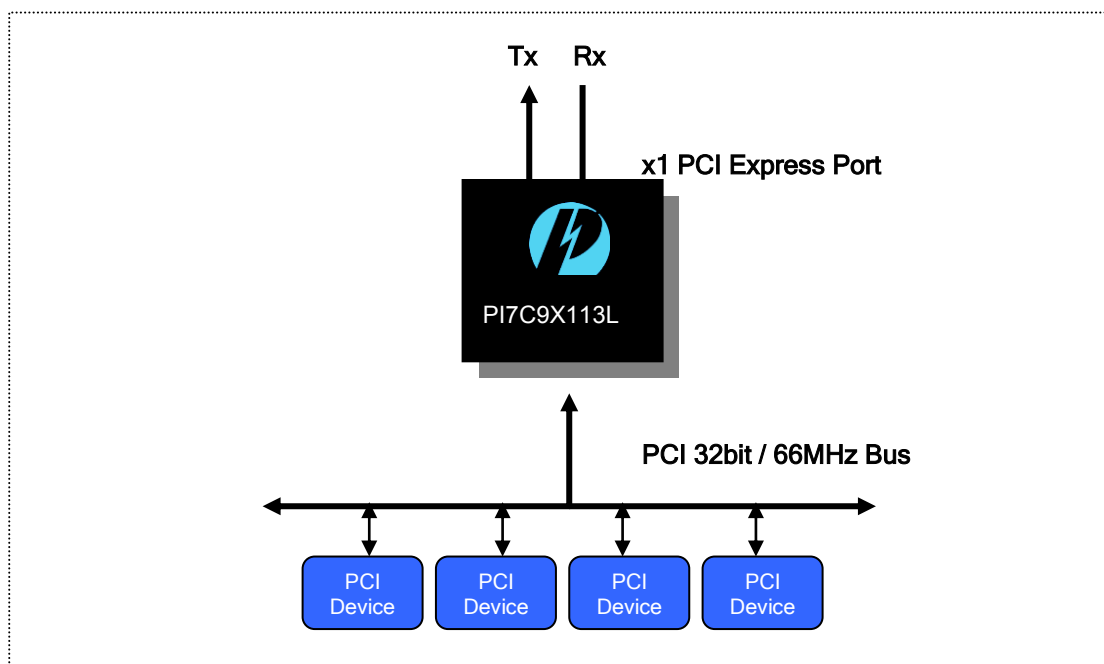 Tx Rx
x1 PCI Express Port
PI7C9X113L
PCI 32bit / 66MHz Bus
PCI Device
PCI Device
PCI Device
PCI Device